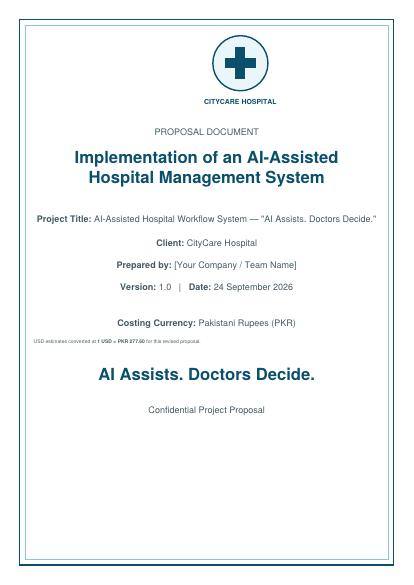 CITYCARE HOSPITAL
PROPOSAL DOCUMENT
Implementation of an AI-Assisted
Hospital Management System
Project Title: AI-Assisted Hospital Workflow System — "AI Assists. Doctors Decide."
Client: CityCare Hospital
Prepared by: [Your Company / Team Name]
Version: 1.0 | Date: 24 September 2026
Costing Currency: Pakistani Rupees (PKR)
USD estimates converted at 1 USD = PKR 277.60 for this revised proposal.
AI Assists. Doctors Decide.
Confidential Project Proposal